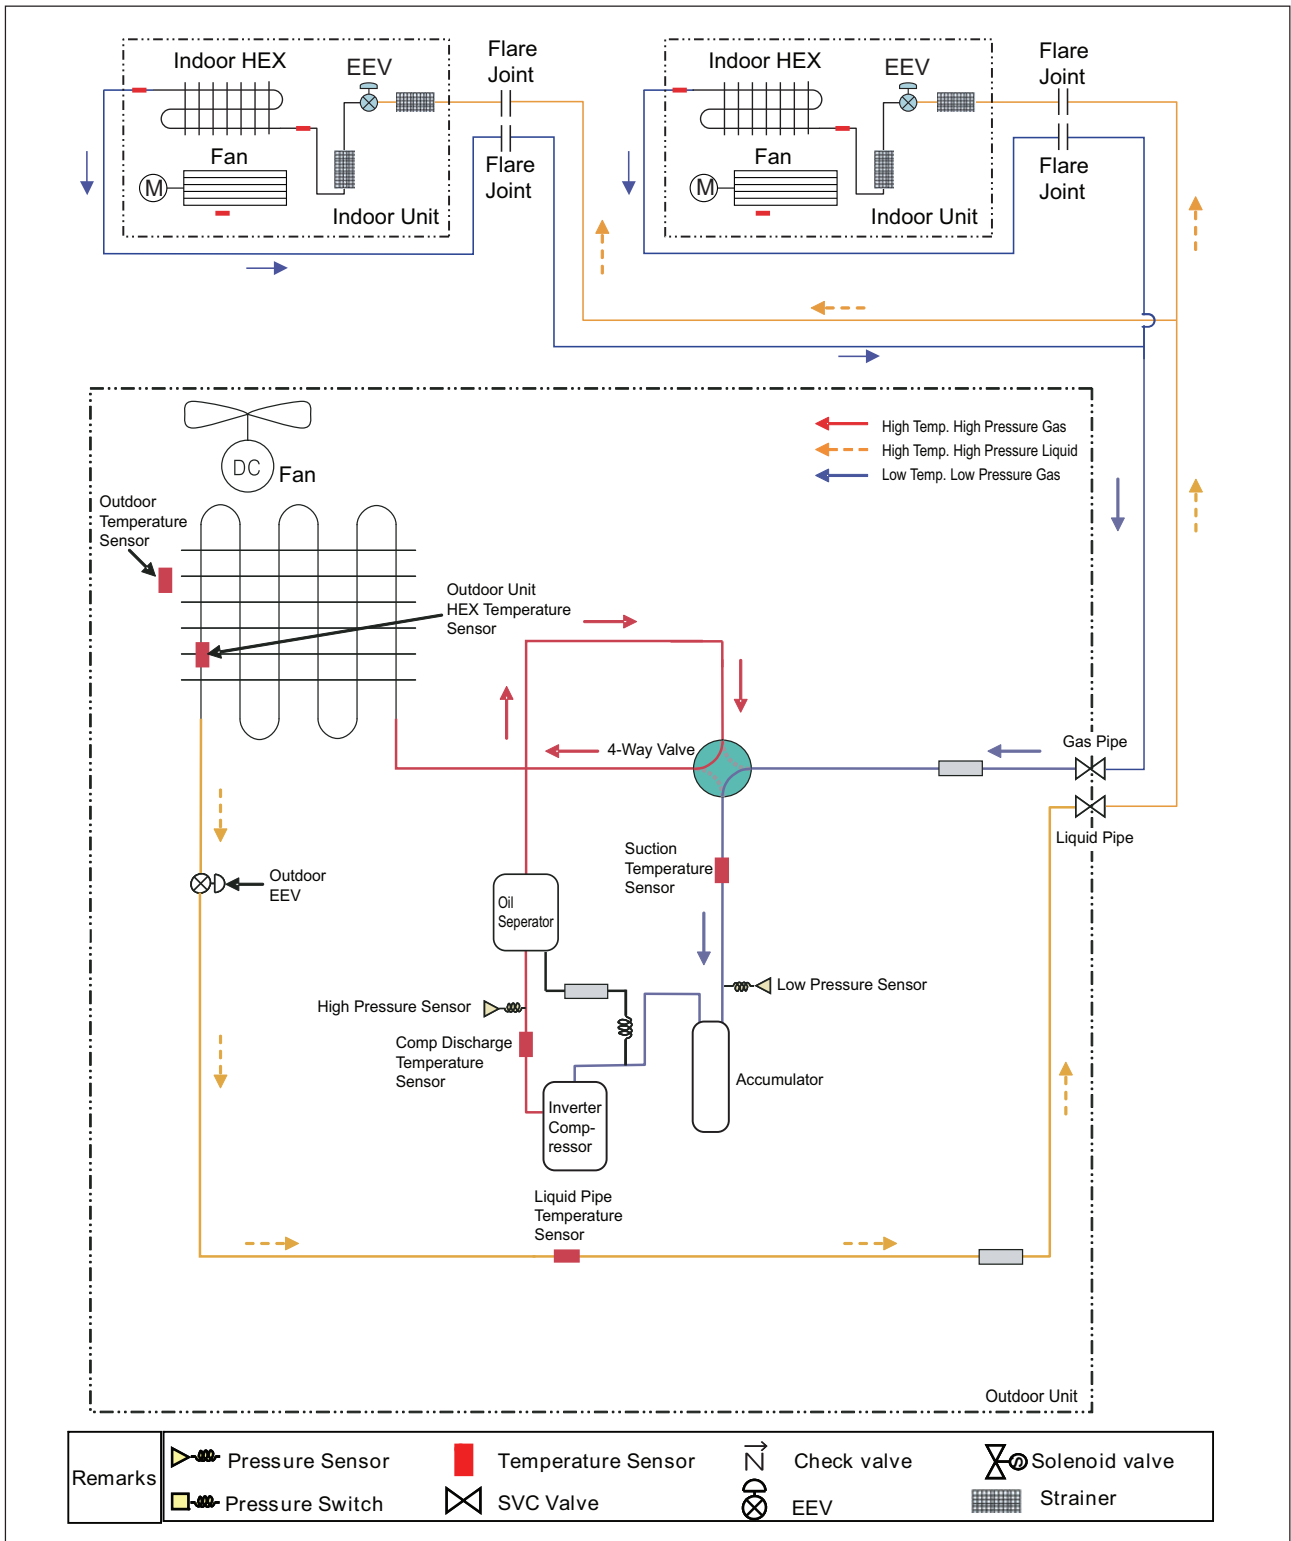 Indoor HEX
EEV
Flare
Joint
Fan
M
Flare
Joint
Indoor Unit
Indoor HEX
EEV
Flare
Joint
Fan
M
Flare
Joint
Indoor Unit
High Temp. High Pressure Gas
High Temp. High Pressure Liquid
Low Temp. Low Pressure Gas
DC
Fan
Outdoor
Temperature
Sensor
Outdoor Unit
HEX Temperature
Sensor
4-Way Valve
Gas Pipe
Liquid Pipe
Suction
Temperature
Sensor
Outdoor
EEV
Oil
Seperator
High Pressure Sensor
Low Pressure Sensor
Comp Discharge
Temperature
Sensor
Accumulator
Inverter
Comp-
ressor
Liquid Pipe
Temperature
Sensor
Outdoor Unit
Remarks
Pressure Sensor
Temperature Sensor
Check valve
Solenoid valve
Pressure Switch
SVC Valve
EEV
Strainer